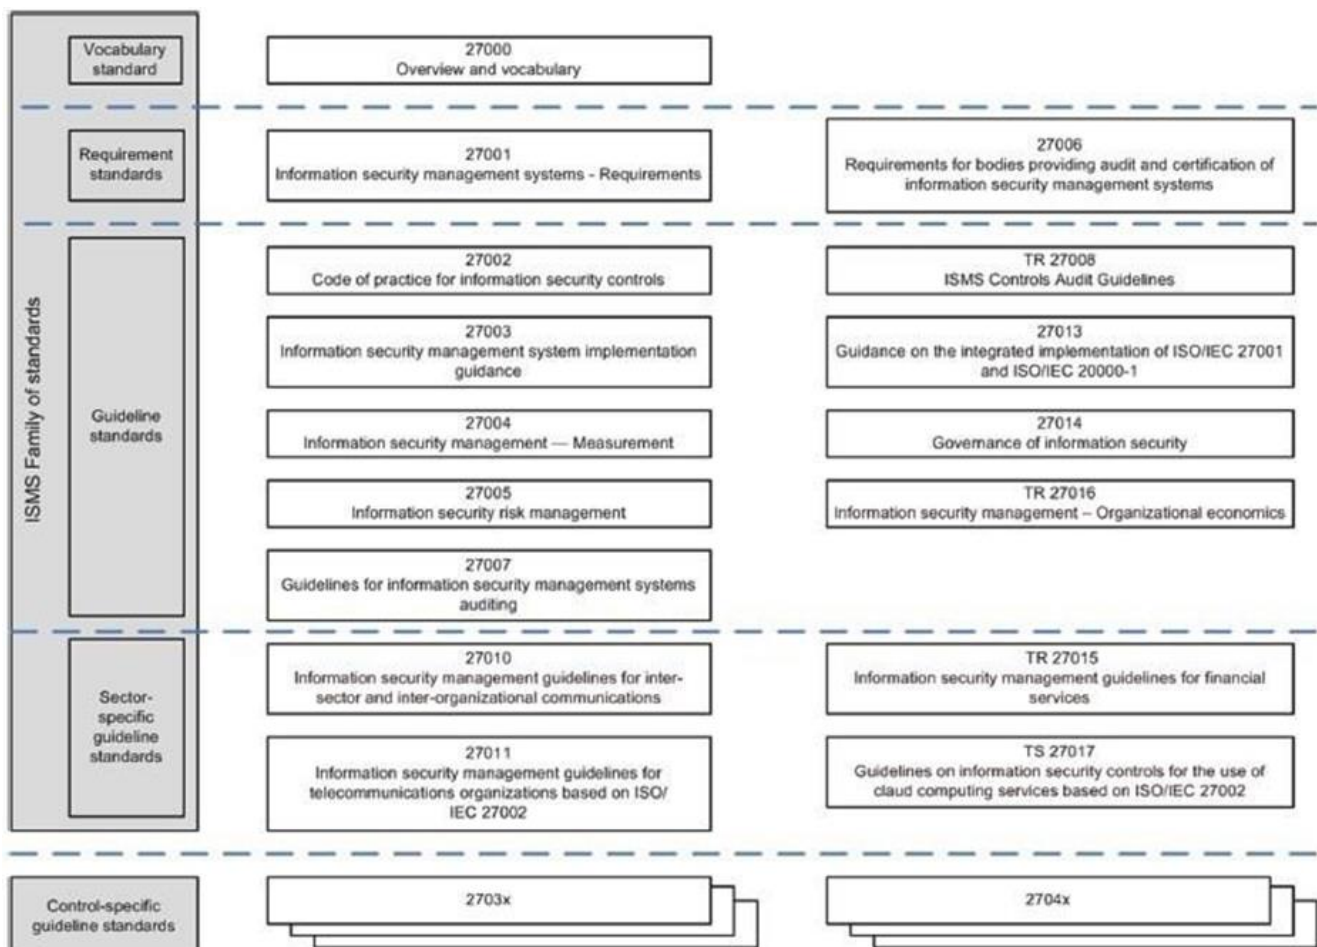 ISMS Family of standards
Vocabulary
standard
27000
Overview and vocabulary
Requirement
standards
27001
Information security management systems - Requirements
27006
Requirements for bodies providing audit and certification of
information security management systems
Guideline
standards
27002
Code of practice for information security controls
TR 27008
ISMS Controls Audit Guidelines
27003
Information security management system implementation
guidance
27013
Guidance on the integrated implementation of ISO/IEC 27001
and ISO/IEC 20000-1
27004
Information security management — Measurement
27014
Governance of information security
27005
Information security risk management
TR 27016
Information security management – Organizational economics
27007
Guidelines for information security management systems
auditing
Sector-
specific
guideline
standards
27010
Information security management guidelines for inter-
sector and inter-organizational communications
TR 27015
Information security management guidelines for financial
services
27011
Information security management guidelines for
telecommunications organizations based on ISO/
IEC 27002
TS 27017
Guidelines on information security controls for the use of
claud computing services based on ISO/IEC 27002
Control-specific
guideline standards
2703x
2704x